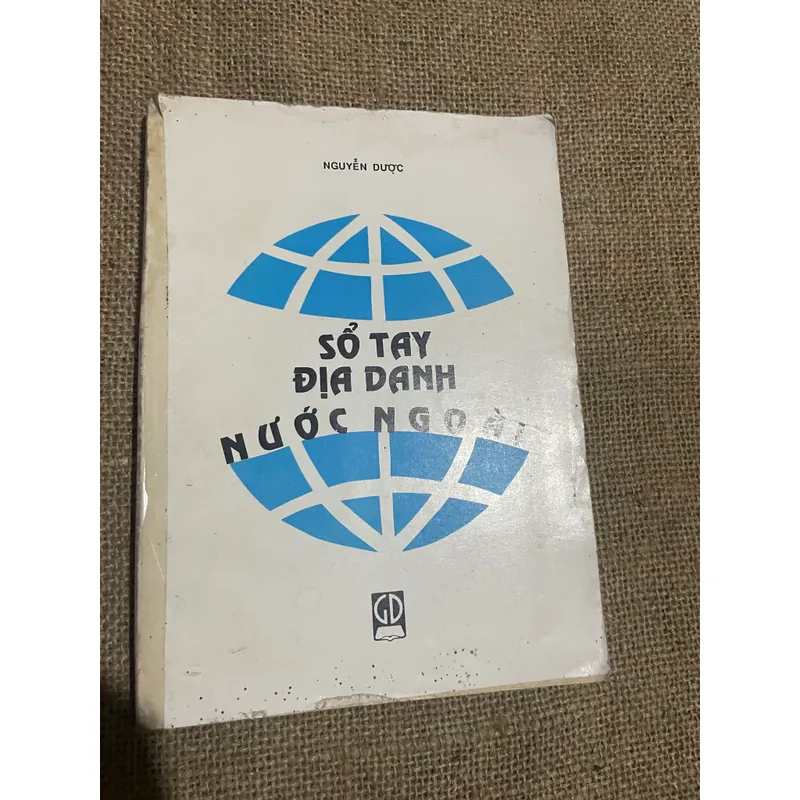 NGUYỄN DƯỢC
SỔ TAY
ĐỊA DANH
NƯỚC NGOÀI
GD